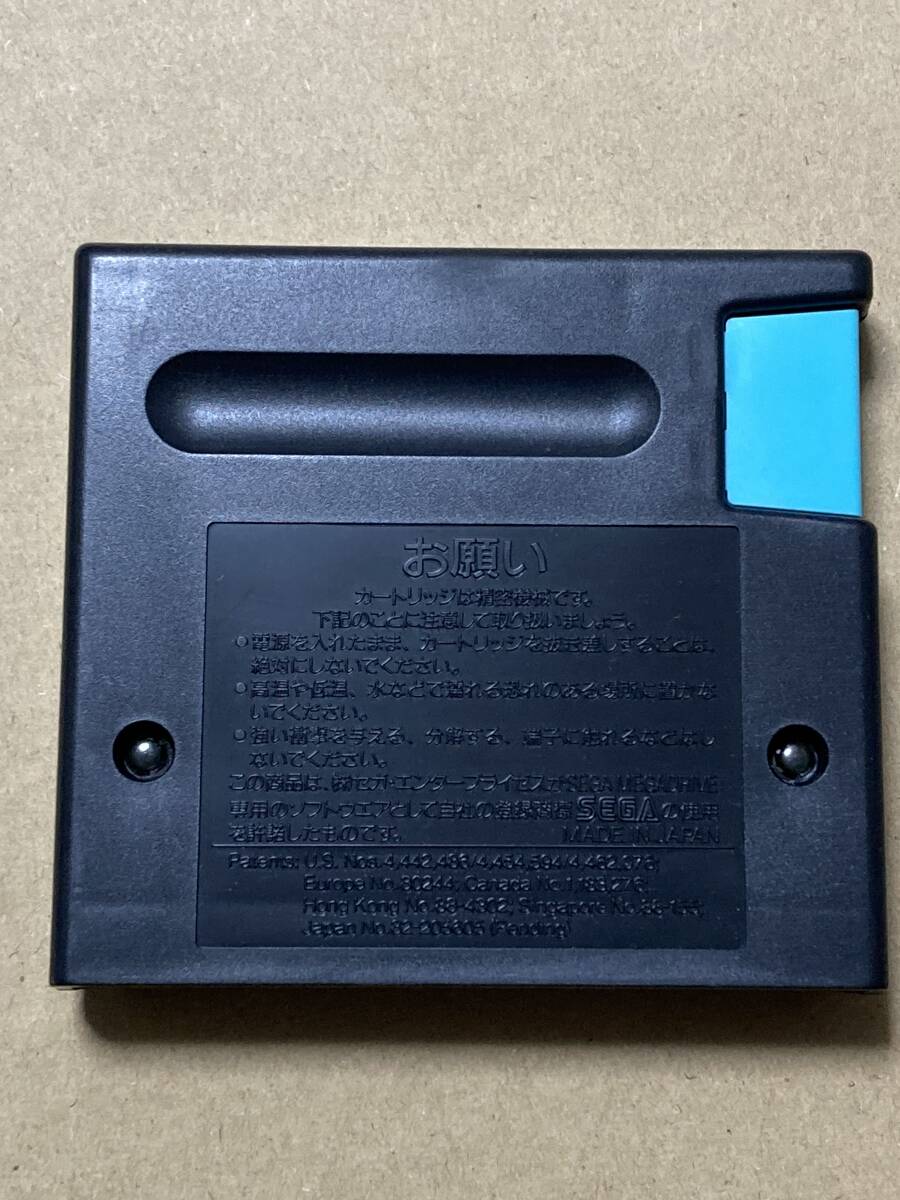 お願い
カートリッジは精密機械です。
下記のことに注意して取り扱いましょう。
●電源を入れたまま、カートリッジを抜き差しすることは、
絶対にしないでください。
●高温や低温、水などで濡れる恐れのある場所に置かな
いでください。
●強い衝撃を与える、分解する、端子に触れるなどはし
ないでください。
この商品は、㈱セガ・エンタープライゼスがSEGA MEGADRIVE
専用のソフトウエアとして自社の登録商標SEGAの使用
を許諾したものです。 MADE IN JAPAN
Patents: U.S. Nos.4,442,486/4,454,594/4,462,076;
Europe No.80244; Canada No.1,183,276;
Hong Kong No.88-4302; Singapore No.88-155;
Japan No.82-205605 (Pending)